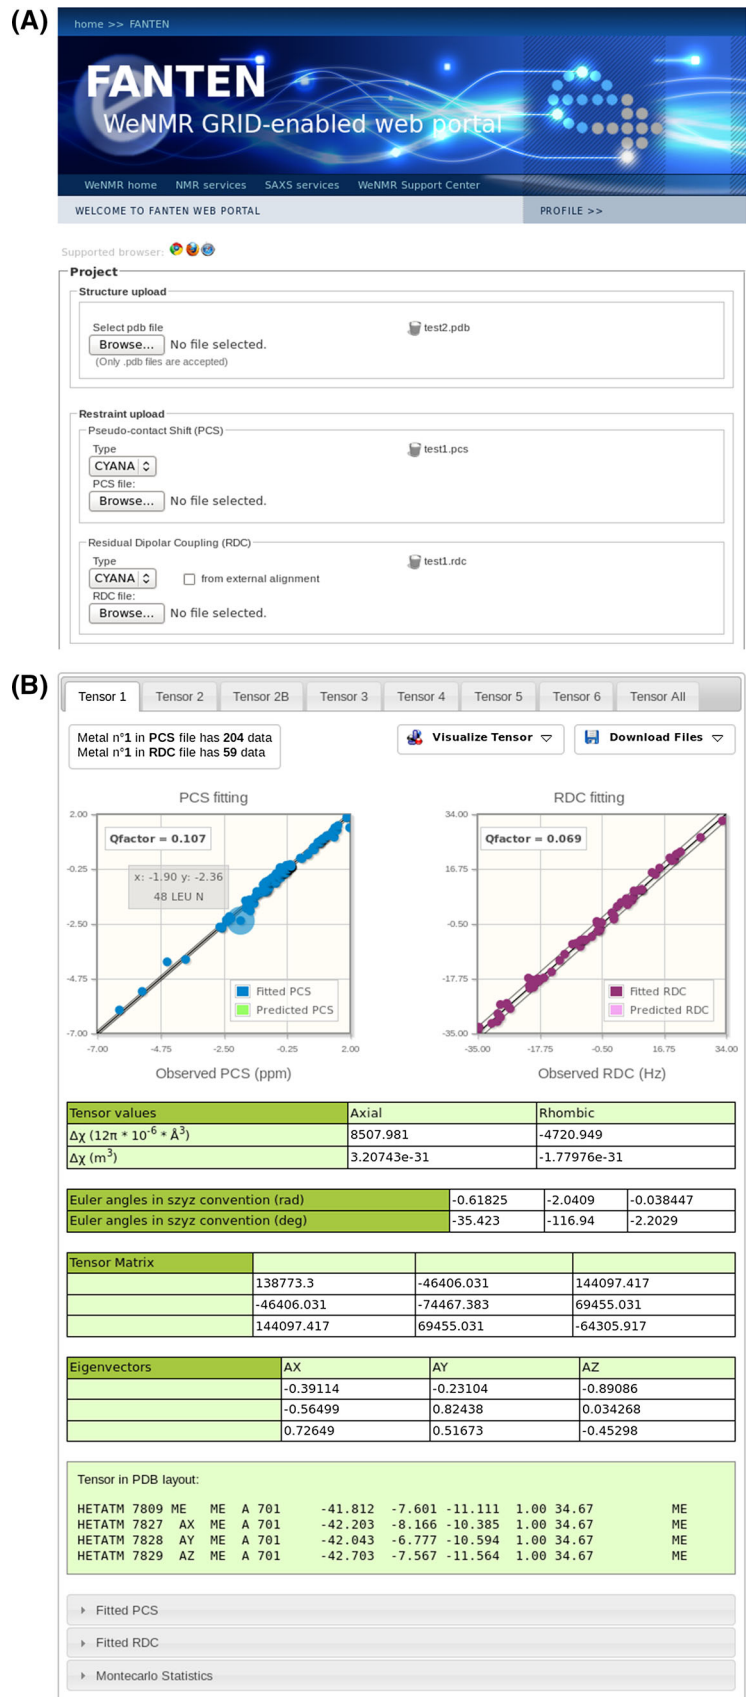 (A)
home >> FANTEN
FANTEN
WeNMR GRID-enabled web portal
WeNMR home NMR services SAXS services WeNMR Support Center
WELCOME TO FANTEN WEB PORTAL PROFILE >>
Supported browser:
Project
Structure upload
Select pdb file test2.pdb
Browse... No file selected.
(Only .pdb files are accepted)
Restraint upload
Pseudo-contact Shift (PCS)
Type test1.pcs
CYANA
PCS file:
Browse... No file selected.
Residual Dipolar Coupling (RDC)
Type test1.rdc
CYANA from external alignment
RDC file:
Browse... No file selected.
(B)
Tensor 1 Tensor 2 Tensor 2B Tensor 3 Tensor 4 Tensor 5 Tensor 6 Tensor All
Metal n°1 in PCS file has 204 data
Metal n°1 in RDC file has 59 data
Visualize Tensor Download Files
PCS fitting RDC fitting
2.00 34.00
Qfactor = 0.107 Qfactor = 0.069
-0.25 16.75
x: -1.90 y: -2.36
48 LEU N
-2.50 -0.50
-4.75 -17.75
Fitted PCS Fitted RDC
Predicted PCS Predicted RDC
-7.00 -35.00
-7.00 -4.75 -2.50 -0.25 2.00 -35.00 -17.75 -0.50 16.75 34.00
Observed PCS (ppm) Observed RDC (Hz)
Tensor values Axial Rhombic
Δχ (12π * 10⁻⁶ * Å³) 8507.981 -4720.949
Δχ (m³) 3.20743e-31 -1.77976e-31
Euler angles in szyz convention (rad) -0.61825 -2.0409 -0.038447
Euler angles in szyz convention (deg) -35.423 -116.94 -2.2029
Tensor Matrix
138773.3 -46406.031 144097.417
-46406.031 -74467.383 69455.031
144097.417 69455.031 -64305.917
Eigenvectors AX AY AZ
-0.39114 -0.23104 -0.89086
-0.56499 0.82438 0.034268
0.72649 0.51673 -0.45298
Tensor in PDB layout:
HETATM 7809 ME ME A 701 -41.812 -7.601 -11.111 1.00 34.67 ME
HETATM 7827 AX ME A 701 -42.203 -8.166 -10.385 1.00 34.67 ME
HETATM 7828 AY ME A 701 -42.043 -6.777 -10.594 1.00 34.67 ME
HETATM 7829 AZ ME A 701 -42.703 -7.567 -11.564 1.00 34.67 ME
Fitted PCS
Fitted RDC
Montecarlo Statistics